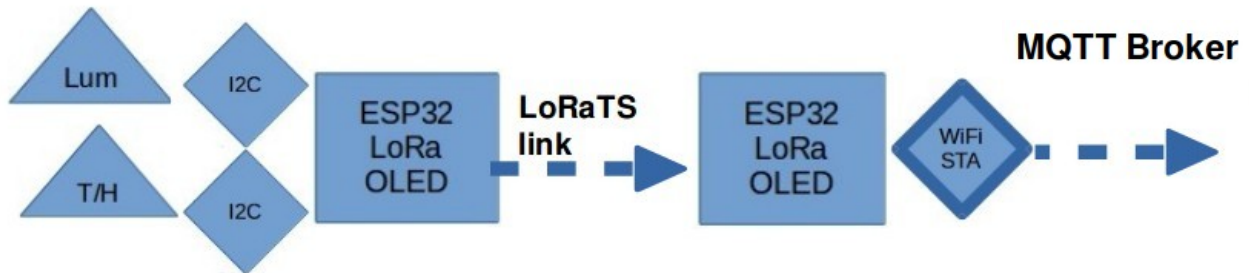 Lum
I2C
T/H
I2C
ESP32
LoRa
OLED
LoRaTS
link
ESP32
LoRa
OLED
WiFi
STA
MQTT Broker